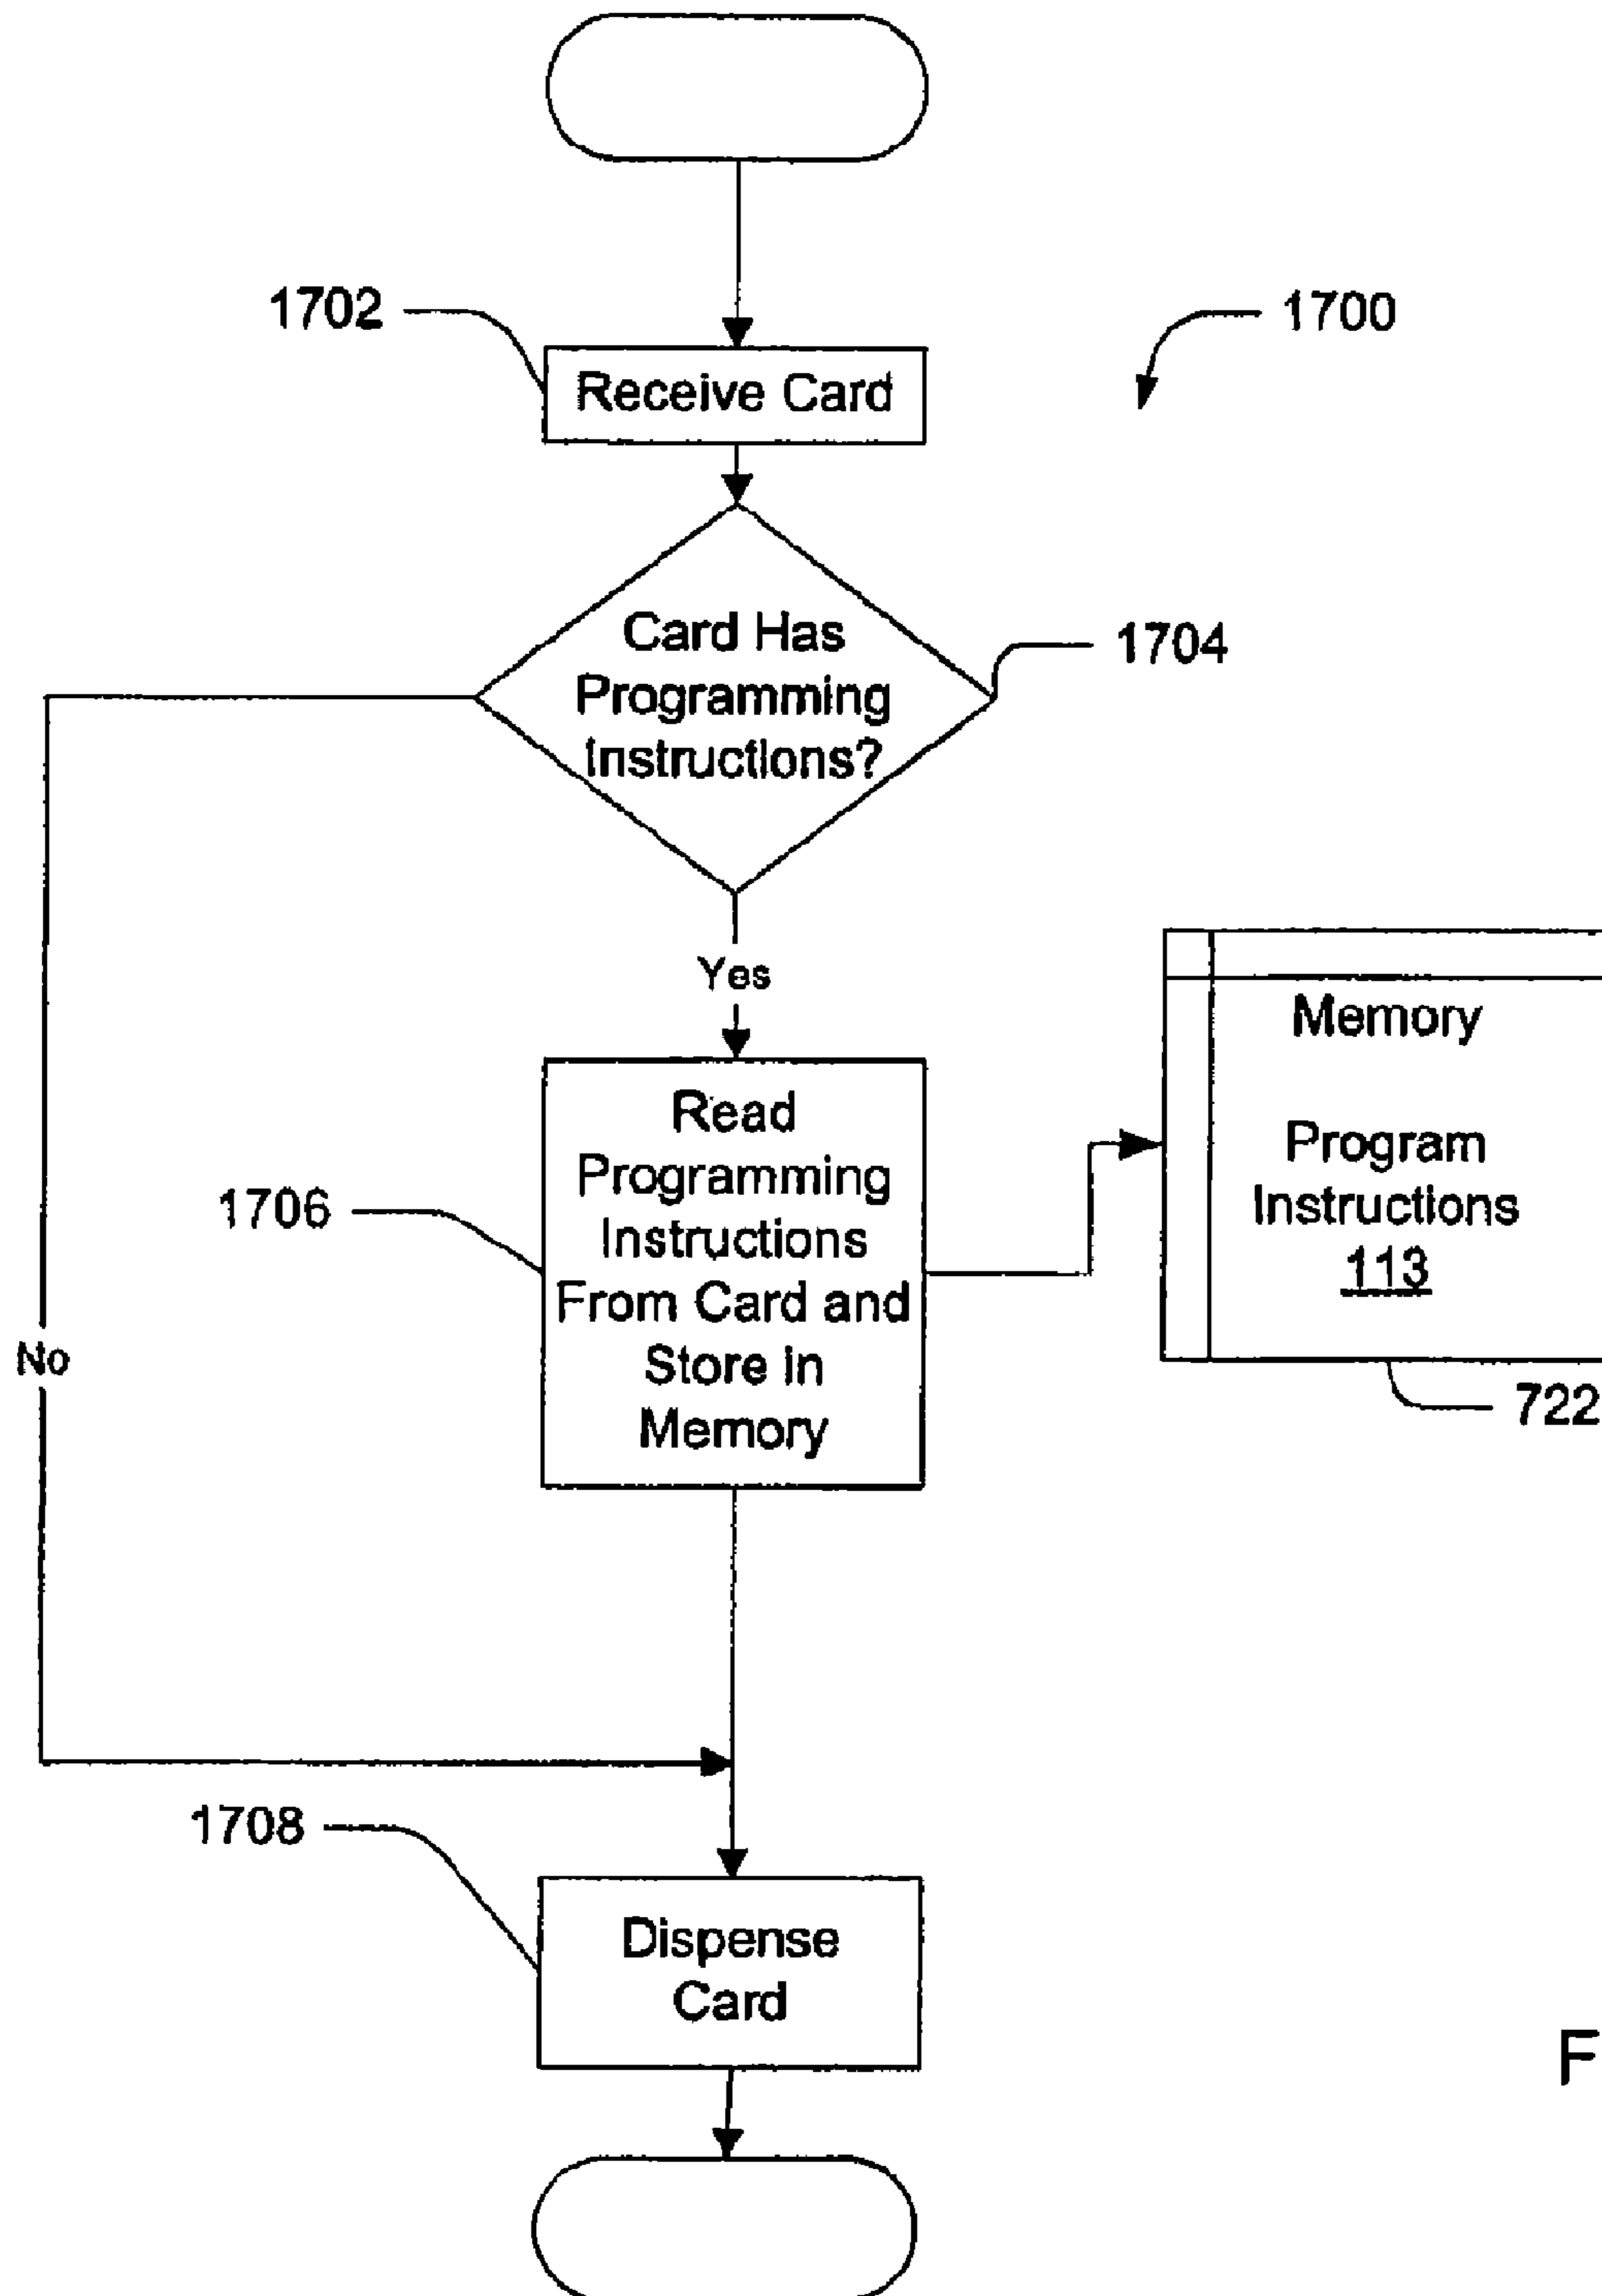 1702
1700
Receive Card
Card Has
Programming
Instructions?
1704
Yes
Memory
Program
Instructions
113
Read
Programming
Instructions
From Card and
Store in
Memory
1706
No
722
1708
Dispense
Card
F